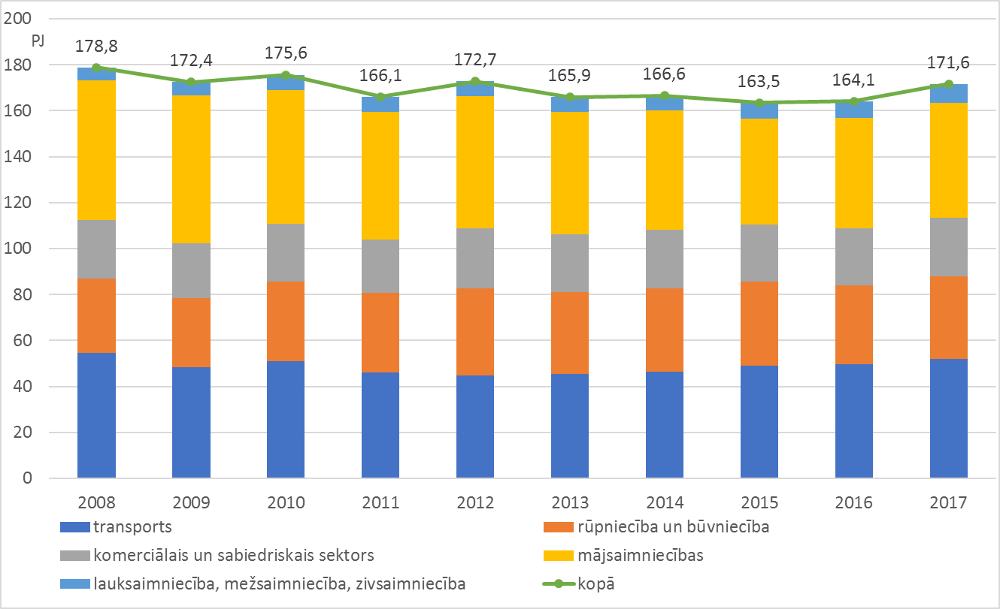 200
PJ
180
160
140
120
100
80
60
40
20
0
178,8
172,4
175,6
166,1
172,7
165,9
166,6
163,5
164,1
171,6
2008 2009 2010 2011 2012 2013 2014 2015 2016 2017
transports
rūpniecība un būvniecība
komerciālais un sabiedriskais sektors
mājsaimniecības
lauksaimniecība, mežsaimniecība, zivsaimniecība
kopā